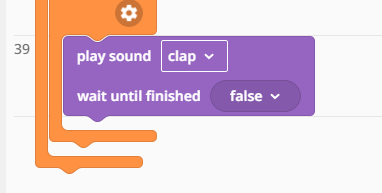 39
play sound clap
wait until finished false